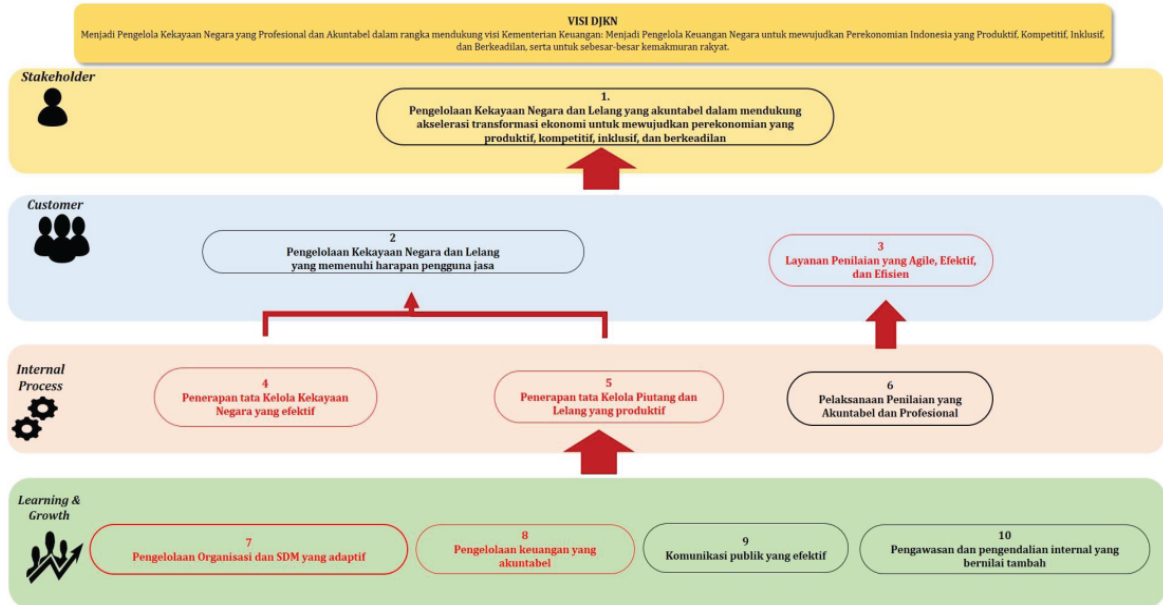 VISI DJKN
Menjadi Pengelola Kekayaan Negara yang Profesional dan Akuntabel dalam rangka mendukung visi Kementerian Keuangan: Menjadi Pengelola Keuangan Negara untuk mewujudkan Perekonomian Indonesia yang Produktif, Kompetitif, Inklusif,
dan Berkeadilan, serta untuk sebesar-besar kemakmuran rakyat.
Stakeholder
1.
Pengelolaan Kekayaan Negara dan Lelang yang akuntabel dalam mendukung
akselerasi transformasi ekonomi untuk mewujudkan perekonomian yang
produktif, kompetitif, inklusif, dan berkeadilan
Customer
2
Pengelolaan Kekayaan Negara dan Lelang
yang memenuhi harapan pengguna jasa
3
Layanan Penilaian yang Agile, Efektif,
dan Efisien
Internal
Process
4
Penerapan tata Kelola Kekayaan
Negara yang efektif
5
Penerapan tata Kelola Piutang dan
Lelang yang produktif
6
Pelaksanaan Penilaian yang
Akuntabel dan Profesional
Learning &
Growth
7
Pengelolaan Organisasi dan SDM yang adaptif
8
Pengelolaan keuangan yang
akuntabel
9
Komunikasi publik yang efektif
10
Pengawasan dan pengendalian internal yang
bernilai tambah